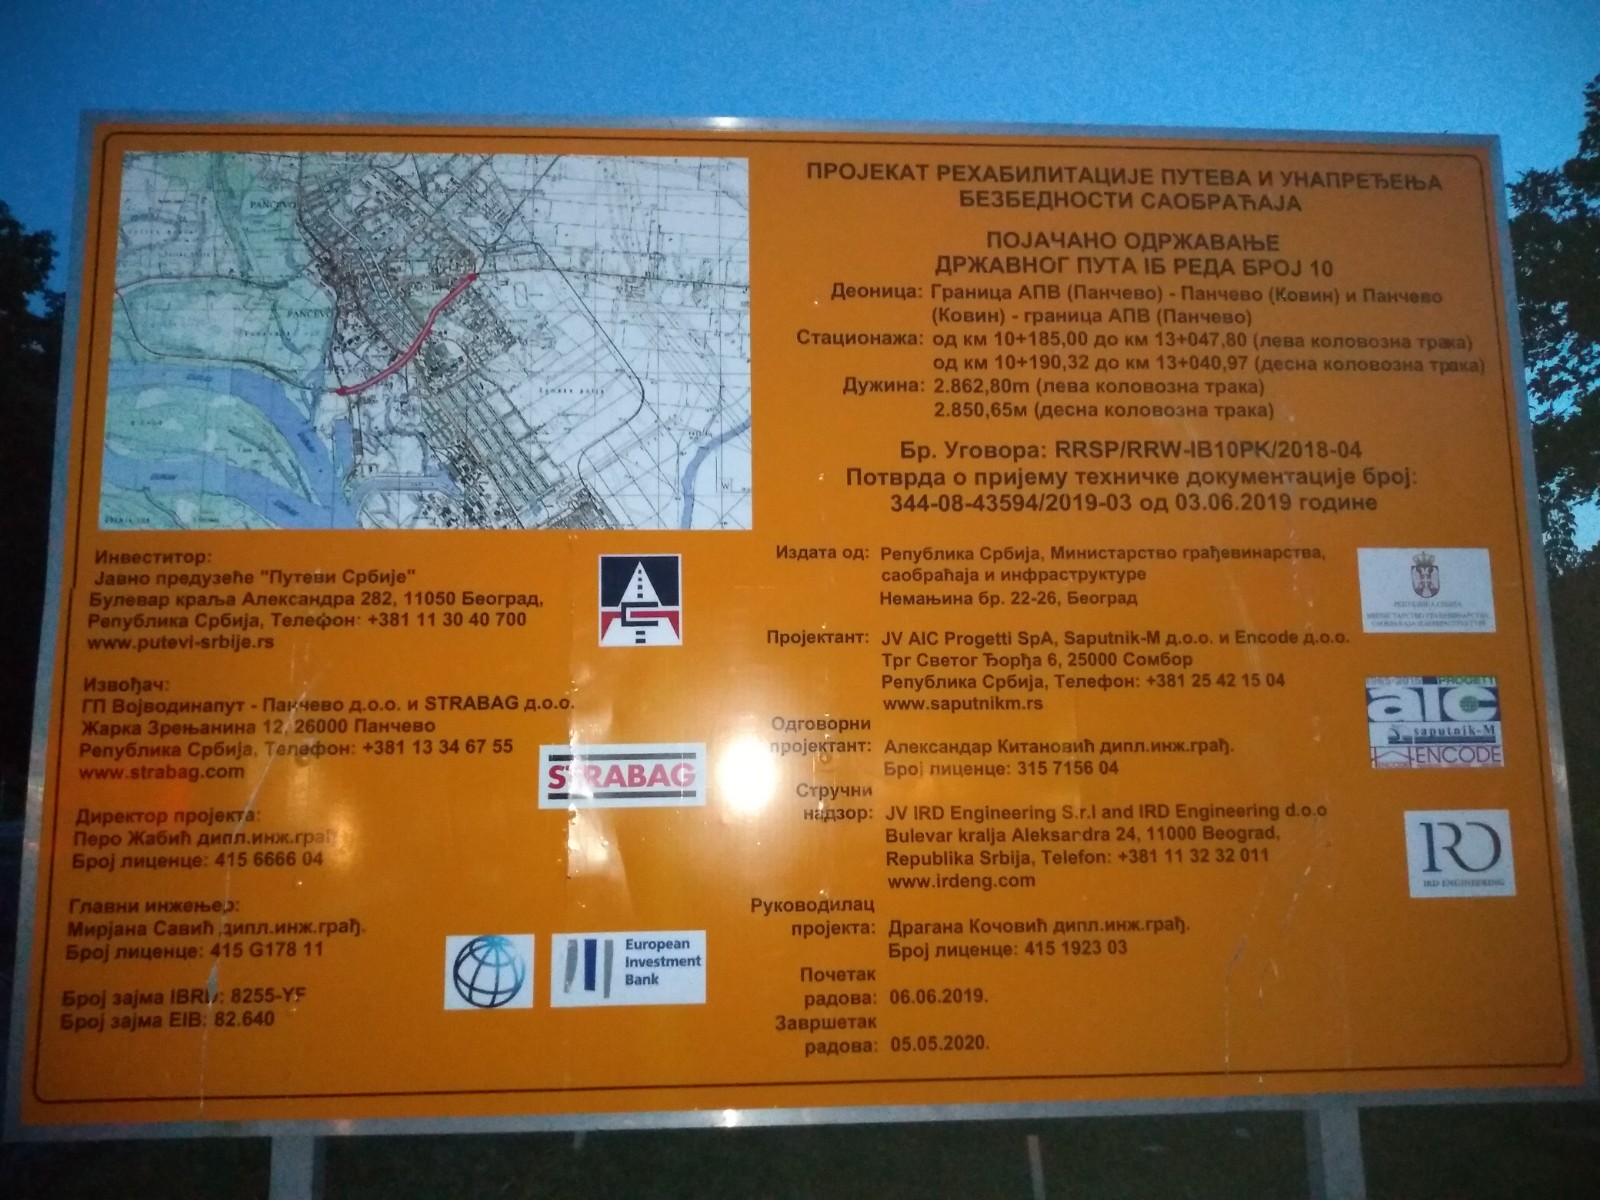 PANČEVO
PANČEVO
ПРОЈЕКАТ РЕХАБИЛИТАЦИЈЕ ПУТЕВА И УНАПРЕЂЕЊА
БЕЗБЕДНОСТИ САОБРАЋАЈА
ПОЈАЧАНО ОДРЖАВАЊЕ
ДРЖАВНОГ ПУТА IБ РЕДА БРОЈ 10
Деоница: Граница АПВ (Панчево) - Панчево (Ковин) и Панчево
(Ковин) - граница АПВ (Панчево)
Стационажа: од км 10+185,00 до км 13+047,80 (лева коловозна трака)
од км 10+190,32 до км 13+040,97 (десна коловозна трака)
Дужина: 2.862,80m (лева коловозна трака)
2.850,65м (десна коловозна трака)
Бр. Уговора: RRSP/RRW-IB10PK/2018-04
Потврда о пријему техничке документације број:
344-08-43594/2019-03 од 03.06.2019 године
Инвеститор:
Јавно предузеће "Путеви Србије"
Булевар краља Александра 282, 11050 Београд,
Република Србија, Телефон: +381 11 30 40 700
www.putevi-srbije.rs
Извођач:
ГП Војводинапут - Панчево д.о.о. и STRABAG д.о.о.
Жарка Зрењанина 12, 26000 Панчево
Република Србија, Телефон: +381 13 34 67 55
www.strabag.com
STRABAG
Директор пројекта:
Перо Жабић дипл.инж.грађ
Број лиценце: 415 6666 04
Главни инжењер:
Мирјана Савић дипл.инж.грађ.
Број лиценце: 415 G178 11
Број зајма IBRD: 8255-YF
Број зајма EIB: 82.640
European
Investment
Bank
Издата од: Република Србија, Министарство грађевинарства,
саобраћаја и инфраструктуре
Немањина бр. 22-26, Београд
РЕПУБЛИКА СРБИЈА
МИНИСТАРСТВО ГРАЂЕВИНАРСТВА,
САОБРАЋАЈА И ИНФРАСТРУКТУРЕ
Пројектант: JV AIC Progetti SpA, Saputnik-M д.о.о. и Encode д.о.о.
Трг Светог Ђорђа 6, 25000 Сомбор
Република Србија, Телефон: +381 25 42 15 04
www.saputnikm.rs
PROGETTI
aic
saputnik-M
ENCODE
Одговорни
пројектант: Александар Китановић дипл.инж.грађ.
Број лиценце: 315 7156 04
Стручни
надзор: JV IRD Engineering S.r.l and IRD Engineering d.o.o
Bulevar kralja Aleksandra 24, 11000 Beograd,
Republika Srbija, Telefon: +381 11 32 32 011
www.irdeng.com
IRD
IRD ENGINEERING
Руководилац
пројекта: Драгана Кочовић дипл.инж.грађ.
Број лиценце: 415 1923 03
Почетак
радова: 06.06.2019.
Завршетак
радова: 05.05.2020.